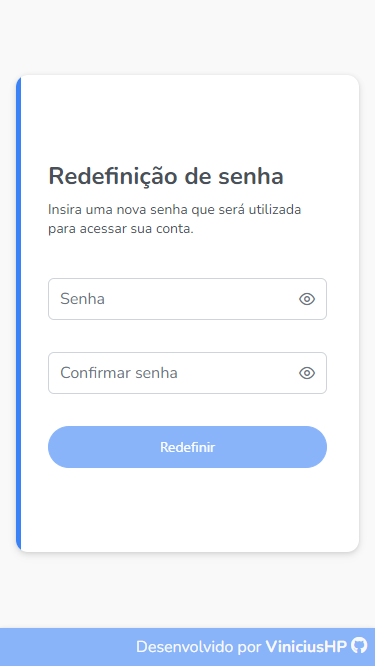 Redefinição de senha
Insira uma nova senha que será utilizada
para acessar sua conta.
Senha
Confirmar senha
Redefinir
Desenvolvido por ViniciusHP